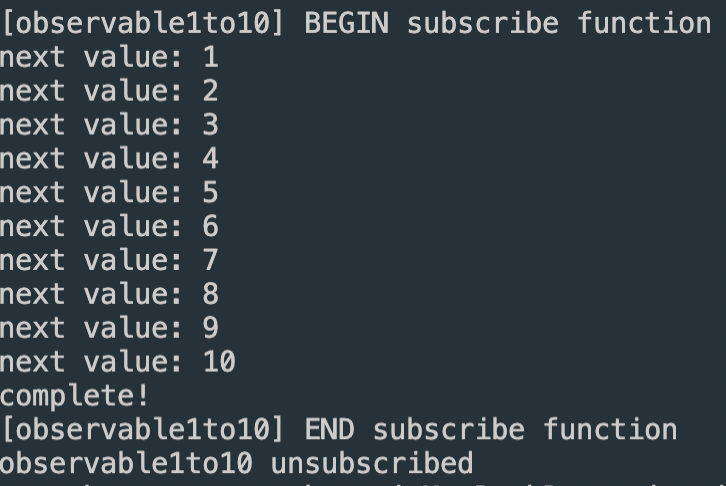 [observable1to10] BEGIN subscribe function
next value: 1
next value: 2
next value: 3
next value: 4
next value: 5
next value: 6
next value: 7
next value: 8
next value: 9
next value: 10
complete!
[observable1to10] END subscribe function
observable1to10 unsubscribed